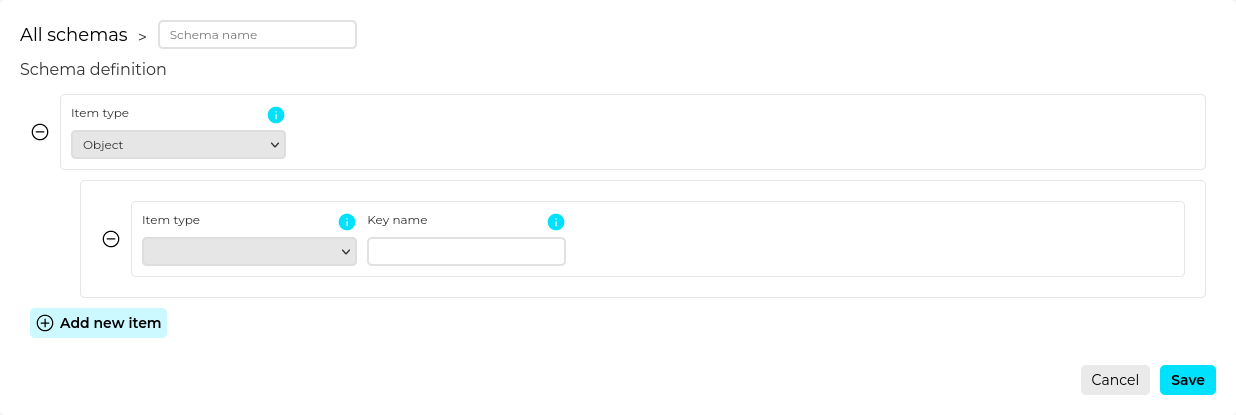 All schemas > Schema name
Schema definition
Item type
Object
Item type Key name
Add new item
Cancel Save